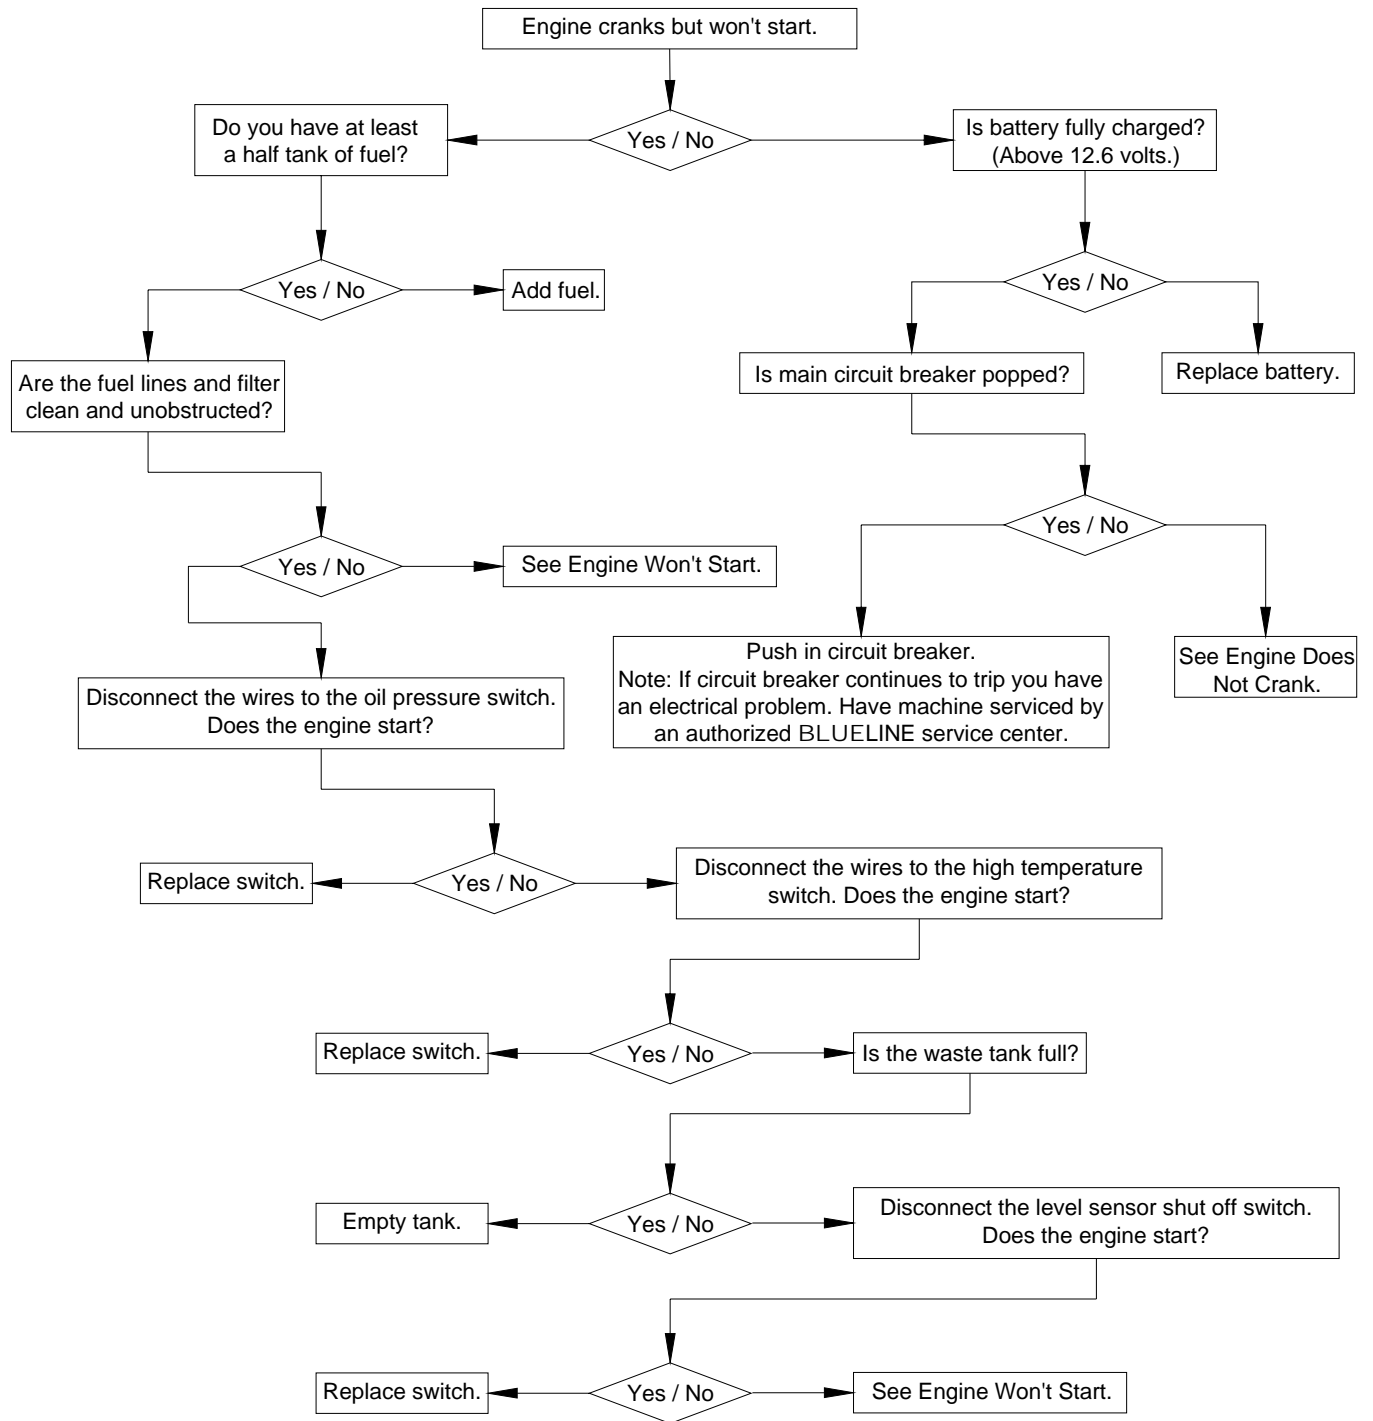 Engine cranks but won't start.
Do you have at least
a half tank of fuel?
Yes / No
Is battery fully charged?
(Above 12.6 volts.)
Yes / No
Add fuel.
Yes / No
Are the fuel lines and filter
clean and unobstructed?
Is main circuit breaker popped?
Replace battery.
Yes / No
See Engine Won't Start.
Yes / No
Push in circuit breaker.
Note: If circuit breaker continues to trip you have
an electrical problem. Have machine serviced by
an authorized BLUELINE service center.
See Engine Does
Not Crank.
Disconnect the wires to the oil pressure switch.
Does the engine start?
Replace switch.
Yes / No
Disconnect the wires to the high temperature
switch. Does the engine start?
Replace switch.
Yes / No
Is the waste tank full?
Empty tank.
Yes / No
Disconnect the level sensor shut off switch.
Does the engine start?
Replace switch.
Yes / No
See Engine Won't Start.